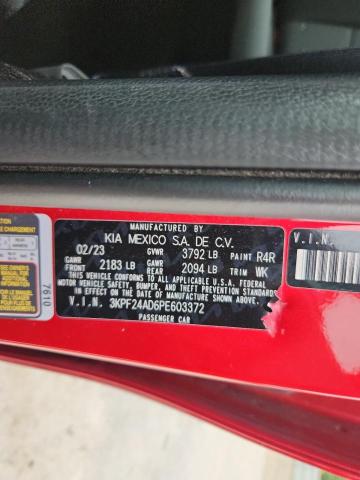 MANUFACTURED BY
KIA MEXICO S.A. DE C.V.
02/23 GVWR 3792 LB PAINT R4R
GAWR FRONT 2183 LB GAWR REAR 2094 LB TRIM WK
THIS VEHICLE CONFORMS TO ALL APPLICABLE U.S. FEDERAL
MOTOR VEHICLE SAFETY, BUMPER, AND THEFT PREVENTION
STANDARDS IN EFFECT ON THE DATE OF MANUFACTURE SHOWN ABOVE.
V.I.N. 3KPF24AD6PE603372
PASSENGER CAR
V.I.N.
7610